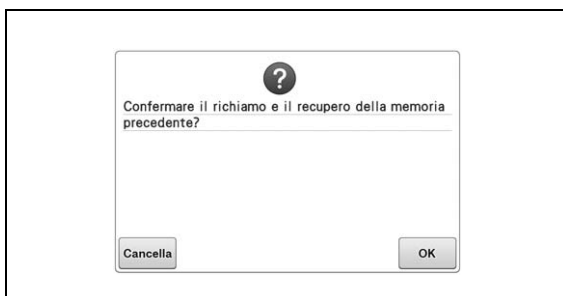 ?
Confermare il richiamo e il recupero della memoria
precedente?
Cancella
OK